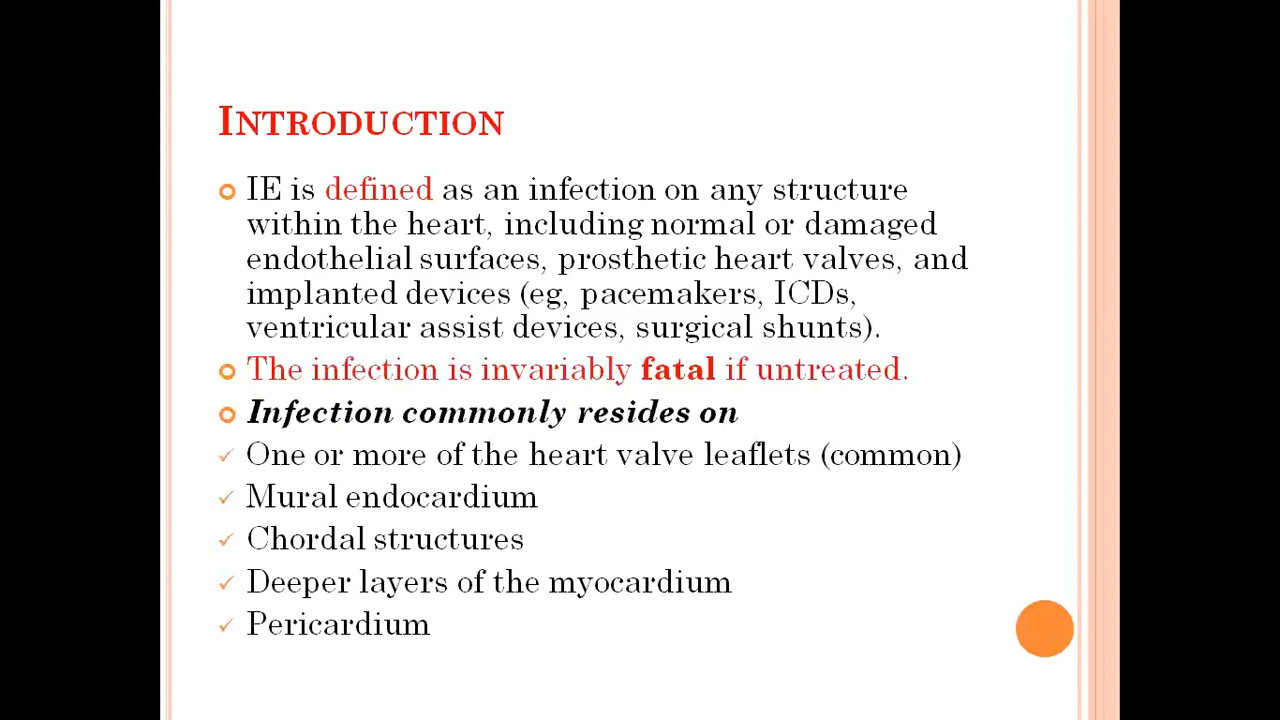 INTRODUCTION
IE is defined as an infection on any structure
within the heart, including normal or damaged
endothelial surfaces, prosthetic heart valves, and
implanted devices (eg, pacemakers, ICDs,
ventricular assist devices, surgical shunts).
The infection is invariably fatal if untreated.
Infection commonly resides on
One or more of the heart valve leaflets (common)
Mural endocardium
Chordal structures
Deeper layers of the myocardium
Pericardium